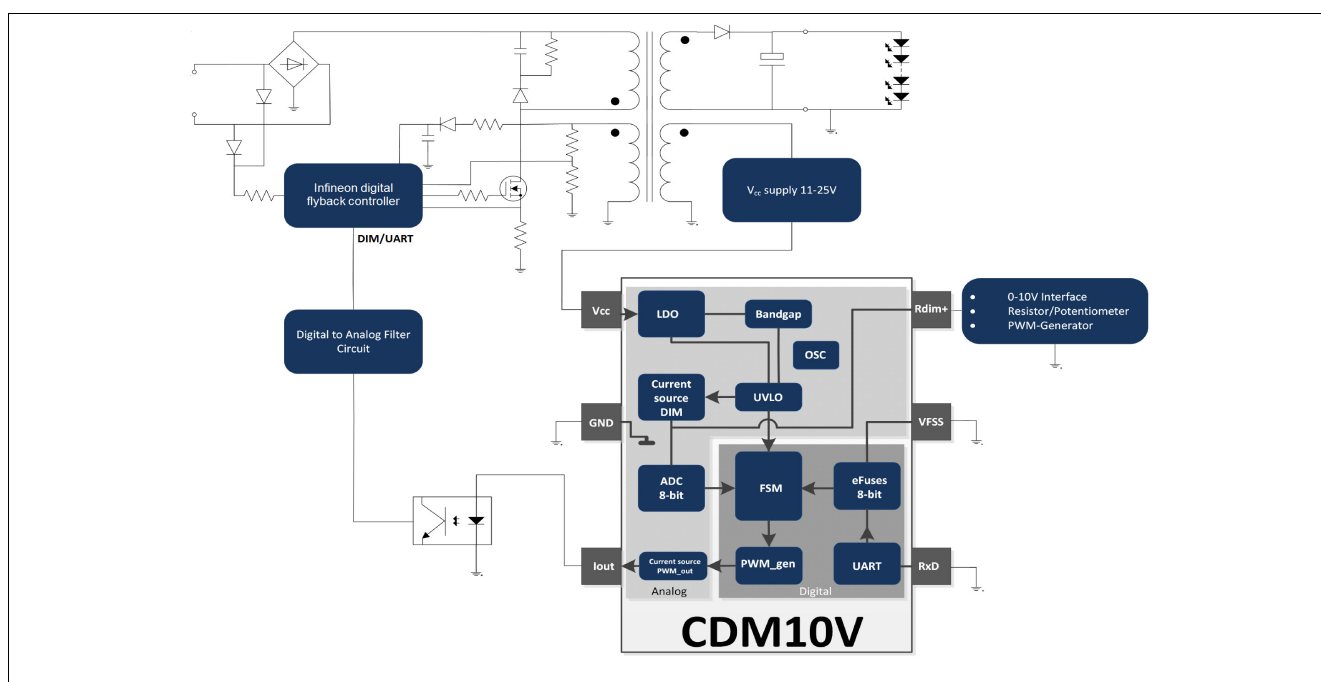 Infineon digital
flyback controller
DIM/UART
V_cc supply 11-25V
Digital to Analog Filter
Circuit
Vcc
LDO
Bandgap
OSC
Rdim+
• 0-10V Interface
• Resistor/Potentiometer
• PWM-Generator
Current
source
DIM
UVLO
GND
VFSS
ADC
8-bit
FSM
eFuses
8-bit
Iout
Current source
PWM_out
PWM_gen
UART
RxD
Analog
Digital
CDM10V